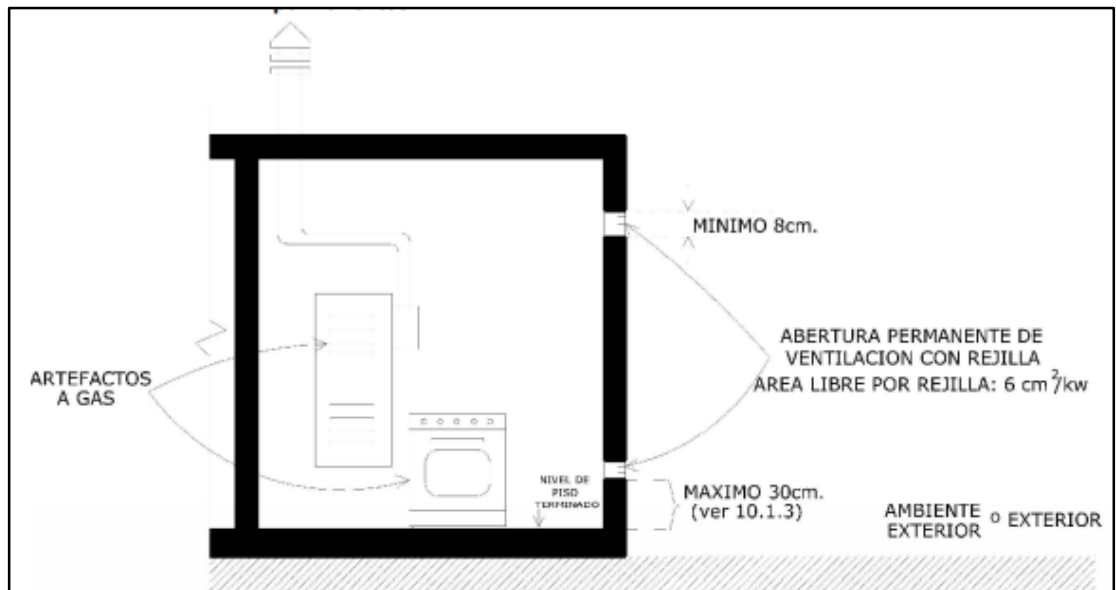 MINIMO 8cm.
ABERTURA PERMANENTE DE
VENTILACION CON REJILLA
AREA LIBRE POR REJILLA: 6 cm²/kw
ARTEFACTOS
A GAS
NIVEL DE
PISO
TERMINADO
MAXIMO 30cm.
(ver 10.1.3)
AMBIENTE
EXTERIOR
o EXTERIOR